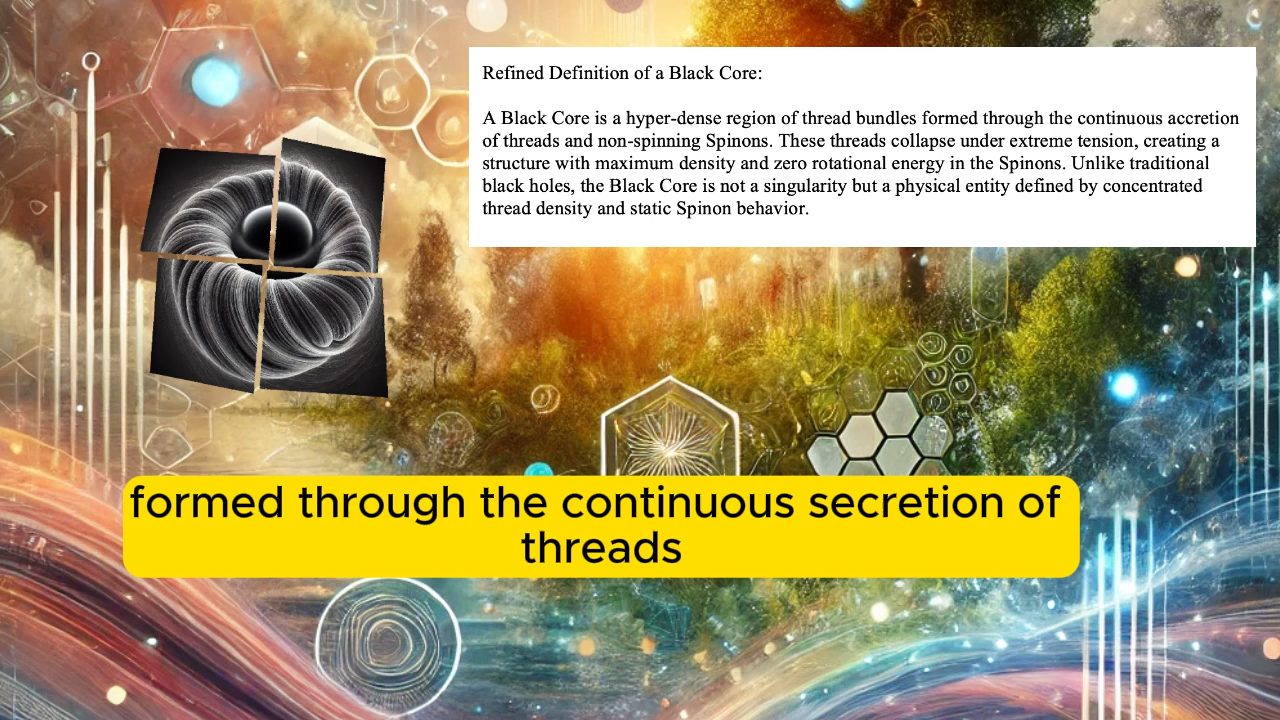 Refined Definition of a Black Core:
A Black Core is a hyper-dense region of thread bundles formed through the continuous accretion
of threads and non-spinning Spinons. These threads collapse under extreme tension, creating a
structure with maximum density and zero rotational energy in the Spinons. Unlike traditional
black holes, the Black Core is not a singularity but a physical entity defined by concentrated
thread density and static Spinon behavior.
formed through the continuous secretion of
threads